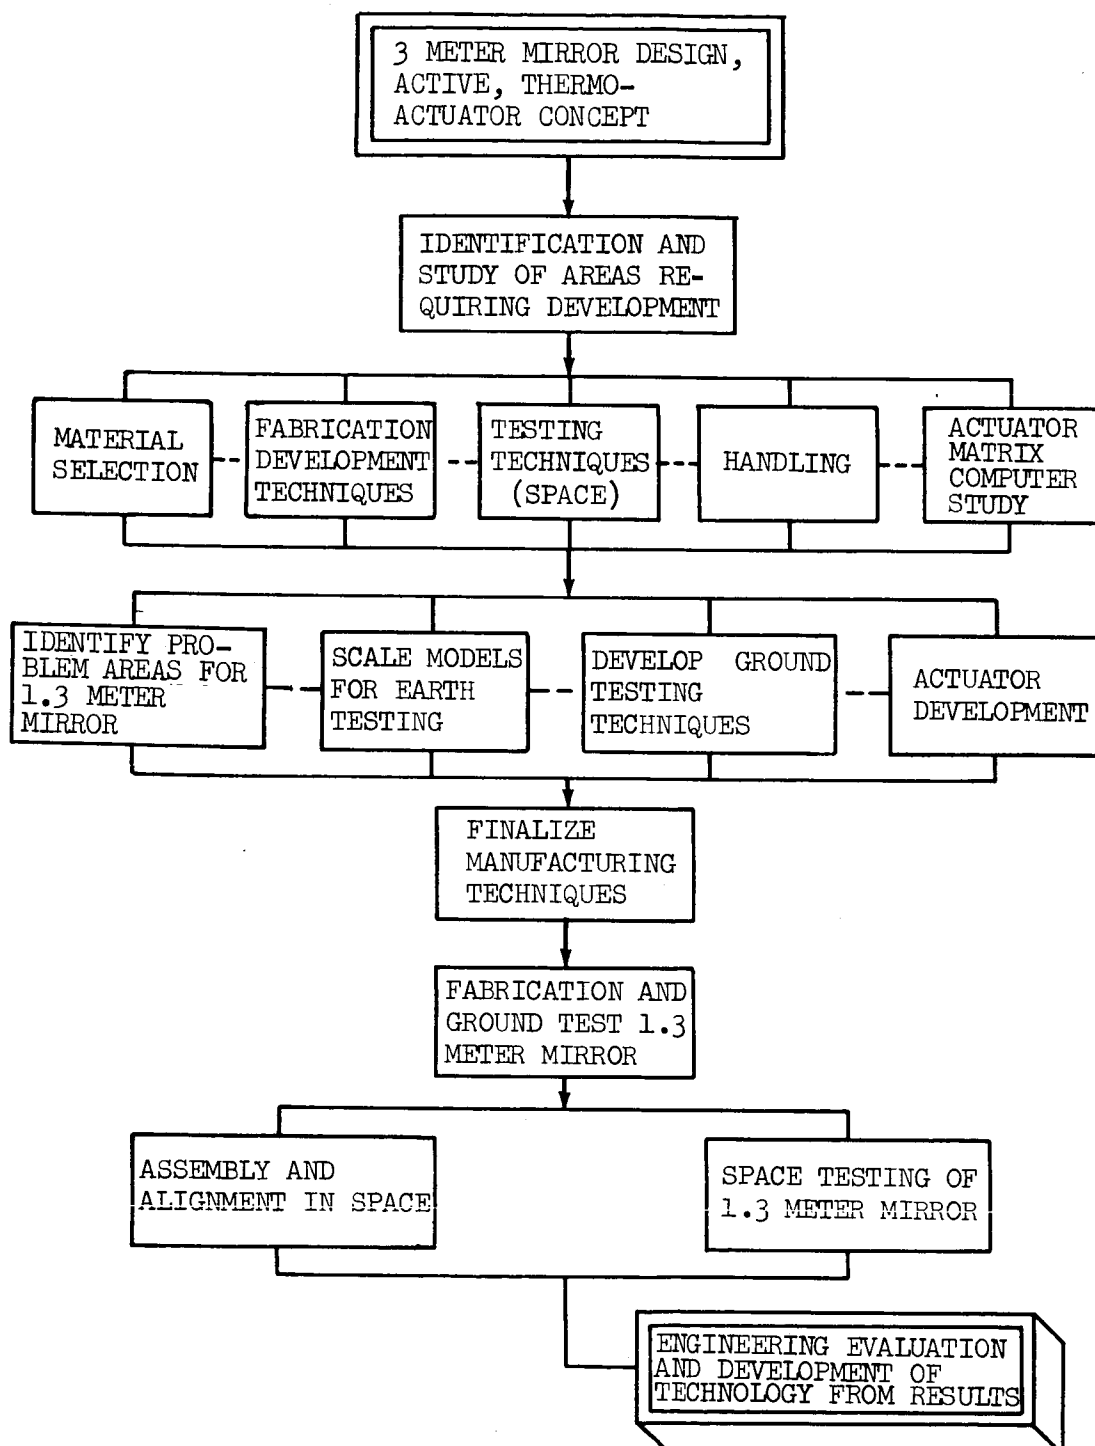 3 METER MIRROR DESIGN,
ACTIVE, THERMO-
ACTUATOR CONCEPT
IDENTIFICATION AND
STUDY OF AREAS RE-
QUIRING DEVELOPMENT
MATERIAL
SELECTION
FABRICATION
DEVELOPMENT
TECHNIQUES
TESTING
TECHNIQUES
(SPACE)
HANDLING
ACTUATOR
MATRIX
COMPUTER
STUDY
IDENTIFY PRO-
BLEM AREAS FOR
1.3 METER
MIRROR
SCALE MODELS
FOR EARTH
TESTING
DEVELOP GROUND
TESTING
TECHNIQUES
ACTUATOR
DEVELOPMENT
FINALIZE
MANUFACTURING
TECHNIQUES
FABRICATION AND
GROUND TEST 1.3
METER MIRROR
ASSEMBLY AND
ALIGNMENT IN SPACE
SPACE TESTING OF
1.3 METER MIRROR
ENGINEERING EVALUATION
AND DEVELOPMENT OF
TECHNOLOGY FROM RESULTS